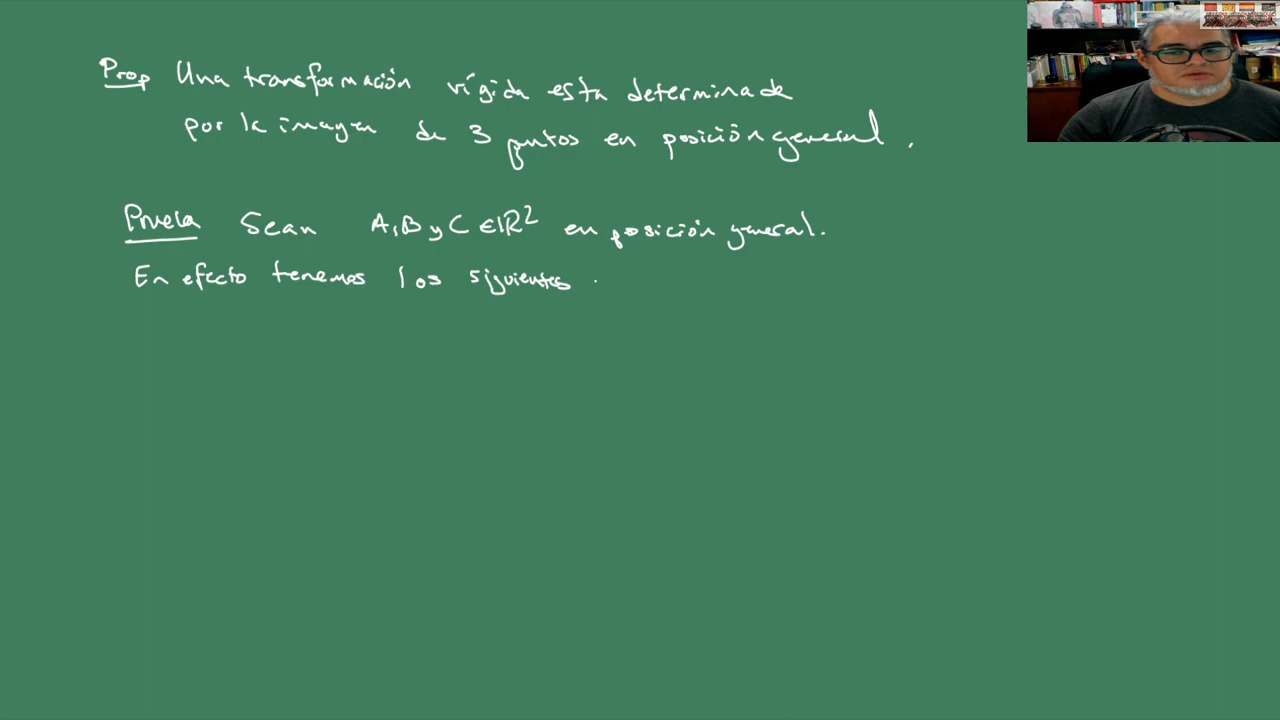 Prop Una transformación rígida esta determinada
por la imagen de 3 puntos en posición general.
Prueba Sean A, B y C ∈ ℝ² en posición general.
En efecto tenemos los siguientes.